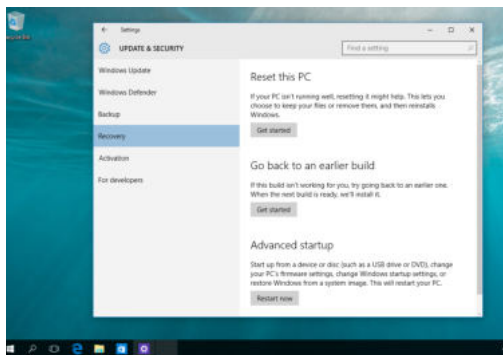 Settings
UPDATE & SECURITY
Find a setting
Windows Update
Windows Defender
Backup
Recovery
Activation
For developers
Reset this PC
If your PC isn't running well, resetting it might help. This lets you
choose to keep your files or remove them, and then reinstalls
Windows.
Get started
Go back to an earlier build
If this build isn't working for you, try going back to an earlier one.
When the next build is ready, we'll install it.
Get started
Advanced startup
Start up from a device or disc (such as a USB drive or DVD), change
your PC's firmware settings, change Windows startup settings, or
restore Windows from a system image. This will restart your PC.
Restart now